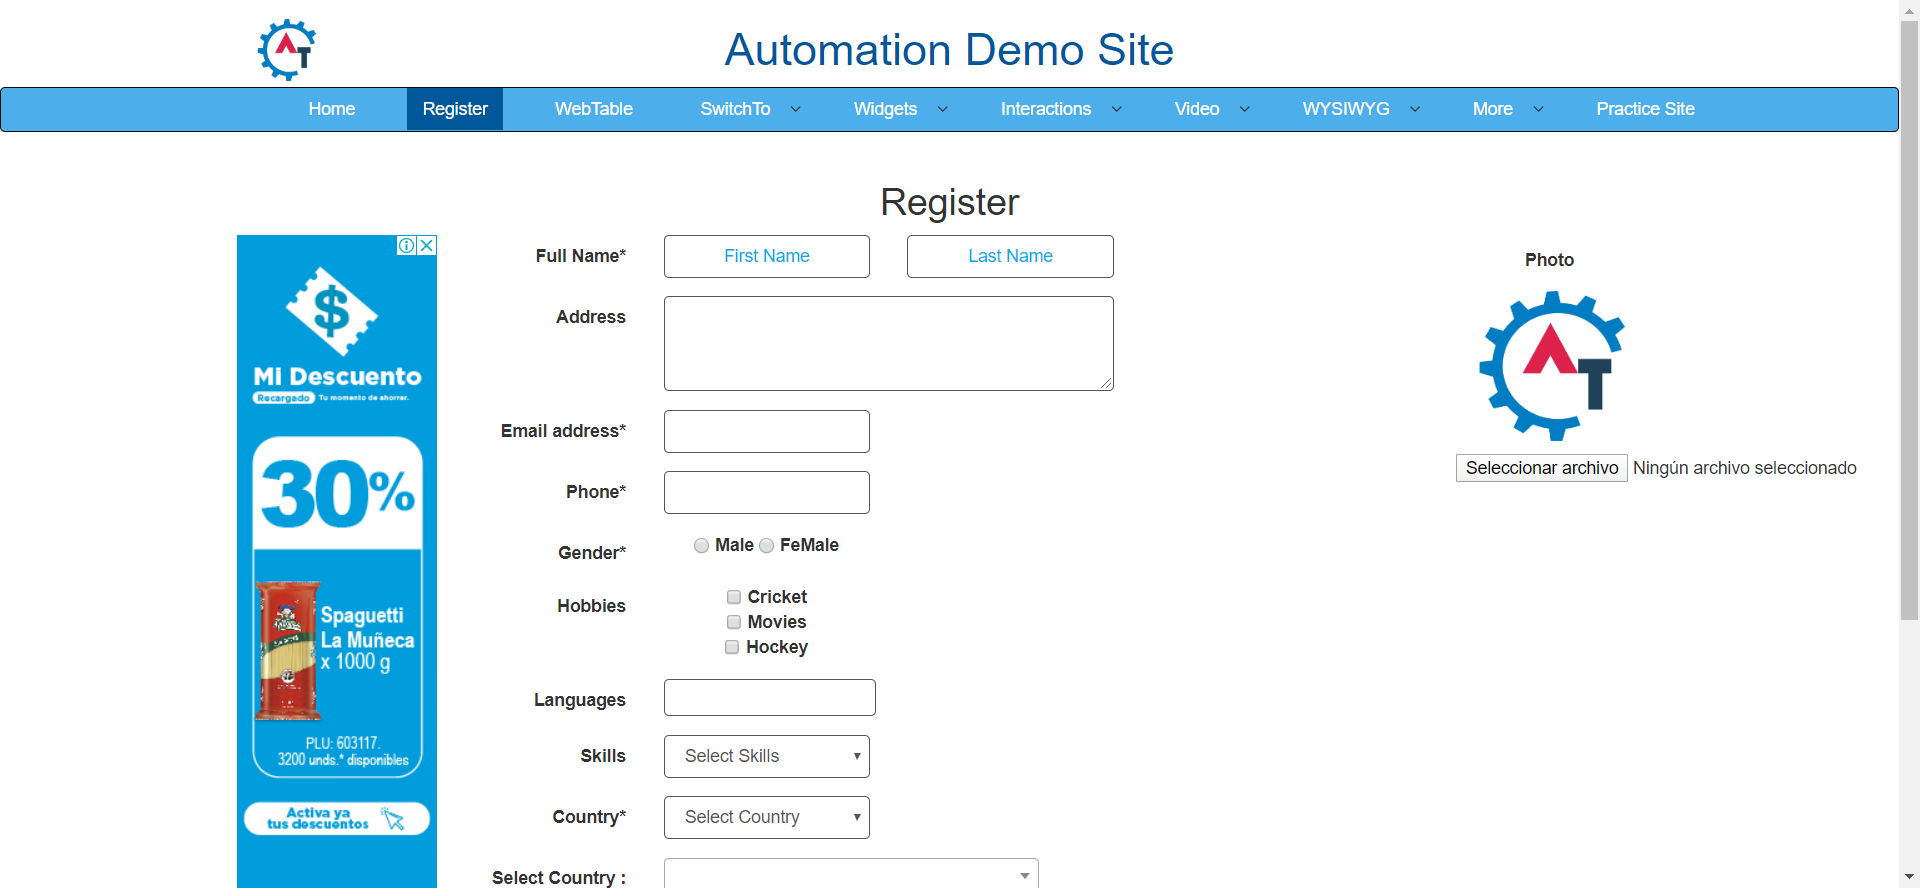 Automation Demo Site
Home Register WebTable SwitchTo Widgets Interactions Video WYSIWYG More Practice Site
Register
Full Name* First Name Last Name
Photo
Address
AT
Email address*
Seleccionar archivo Ningún archivo seleccionado
Phone*
Gender* Male FeMale
Hobbies Cricket
Movies
Hockey
Languages
Skills Select Skills
Country* Select Country
Select Country :
$
MI Descuento
Recargado Tu momento de ahorrar.
30%
Spaguetti
La Muñeca
x 1000 g
PLU: 603117.
3200 unds.* disponibles
Activa ya
tus descuentos